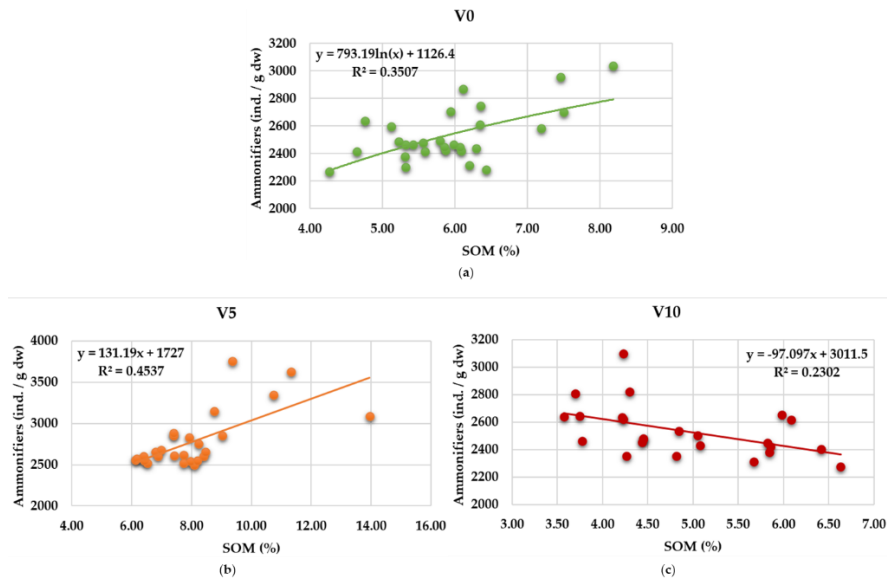 V0
Ammonifiers (ind. / g dw)
3200
3000
2800
2600
2400
2200
2000
y = 793.19ln(x) + 1126.4
R² = 0.3507
4.00 5.00 6.00 7.00 8.00 9.00
SOM (%)
(a)
V5
Ammonifiers (ind. / g dw)
4000
3500
3000
2500
2000
1500
1000
500
0
y = 131.19x + 1727
R² = 0.4537
4.00 6.00 8.00 10.00 12.00 14.00 16.00
SOM (%)
(b)
V10
Ammonifiers (ind. / g dw)
3200
3000
2800
2600
2400
2200
2000
y = -97.097x + 3011.5
R² = 0.2302
3.00 3.50 4.00 4.50 5.00 5.50 6.00 6.50 7.00
SOM (%)
(c)